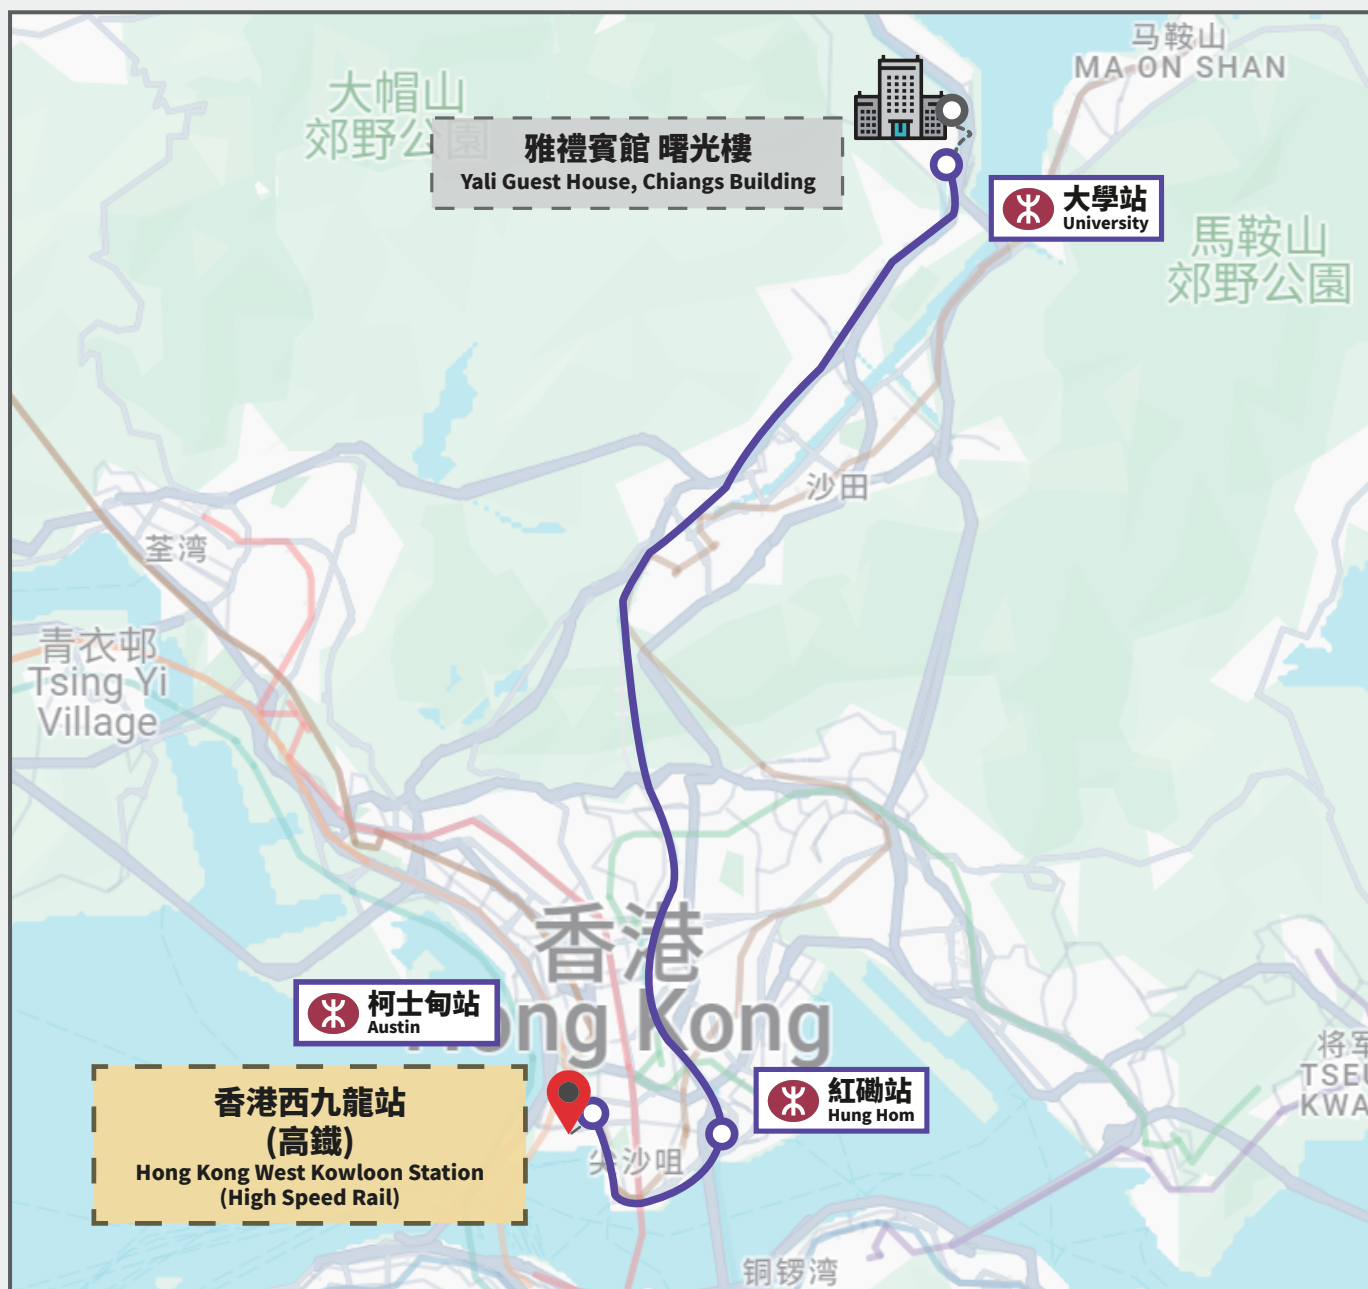 马鞍山
MA ON SHAN
大帽山
郊野公園
雅禮賓館 曙光樓
Yali Guest House, Chiangs Building
大學站
University
馬鞍山
郊野公園
沙田
荃湾
青衣邨
Tsing Yi
Village
香港
Hong Kong
柯士甸站
Austin
将军
TSEU
KWA
香港西九龍站
(高鐵)
Hong Kong West Kowloon Station
(High Speed Rail)
紅磡站
Hung Hom
尖沙咀
铜锣湾